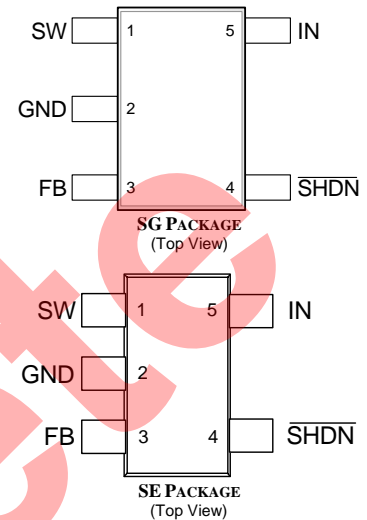 SW 1 5 IN
GND 2
FB 3 4 SHDN
SG PACKAGE
(Top View)
SW 1 5 IN
GND 2
FB 3 4 SHDN
SE PACKAGE
(Top View)
ete